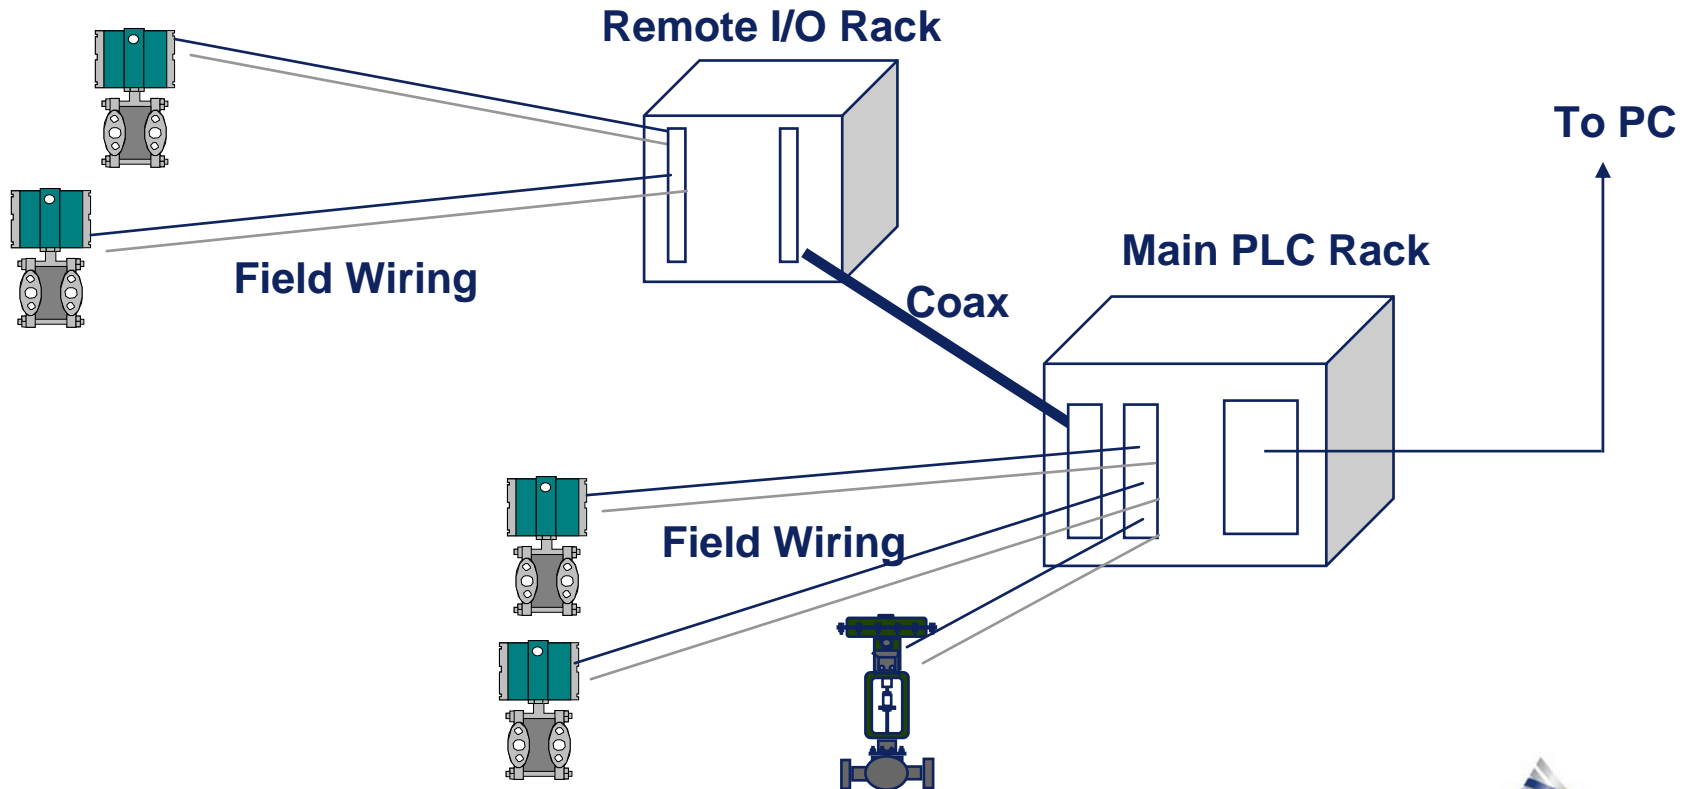 Remote I/O Rack
To PC
Main PLC Rack
Field Wiring
Coax
Field Wiring